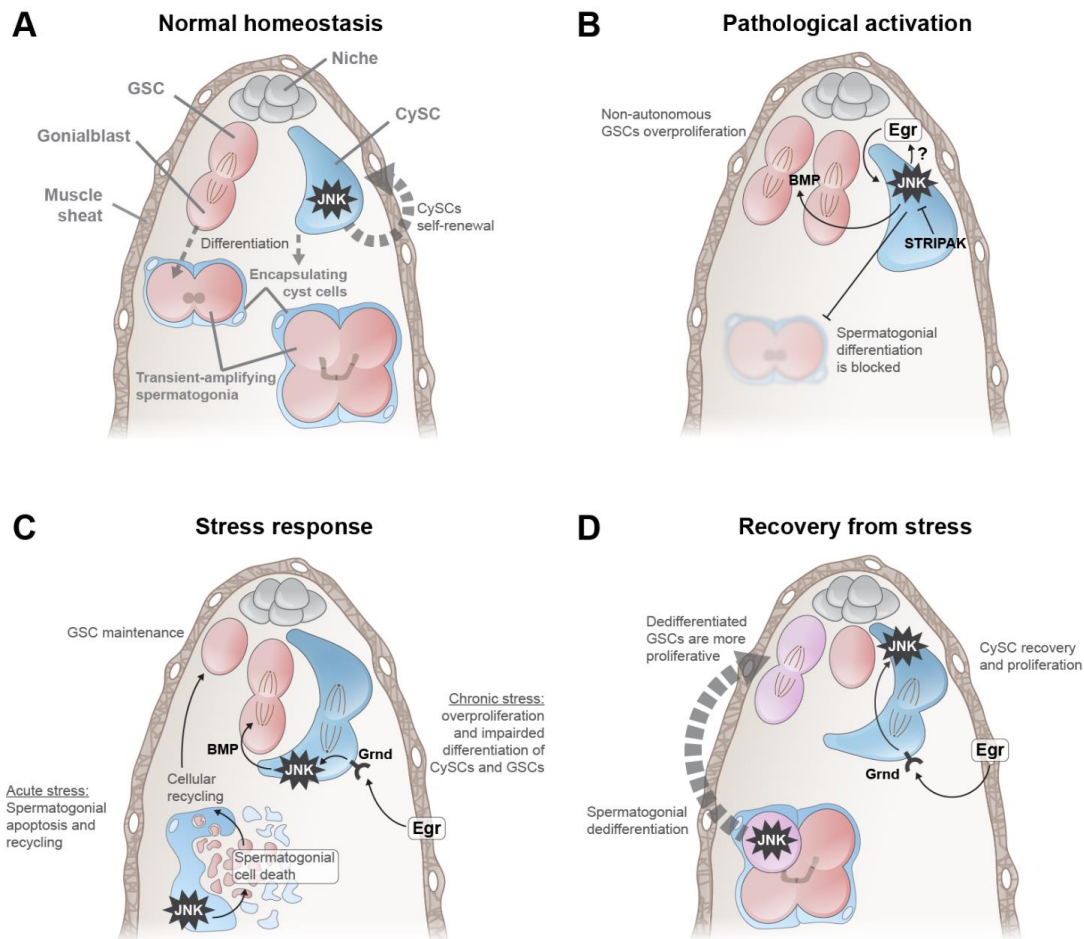 A
Normal homeostasis
Niche
GSC
CySC
Gonialblast
JNK
Muscle
sheat
CySCs
self-renewal
Differentiation
Encapsulating
cyst cells
Transient-amplifying
spermatogonia
B
Pathological activation
Non-autonomous
GSCs overproliferation
Egr
?
BMP
JNK
STRIPAK
Spermatogonial
differentiation
is blocked
C
Stress response
GSC maintenance
Chronic stress:
overproliferation
and impairded
differentiation of
CySCs and GSCs
BMP
Grnd
JNK
Cellular
recycling
Acute stress:
Spermatogonial
apoptosis and
recycling
Egr
Spermatogonial
cell death
JNK
D
Recovery from stress
Dedifferentiated
GSCs are more
proliferative
JNK
CySC recovery
and proliferation
Egr
Grnd
Spermatogonial
dedifferentiation
JNK